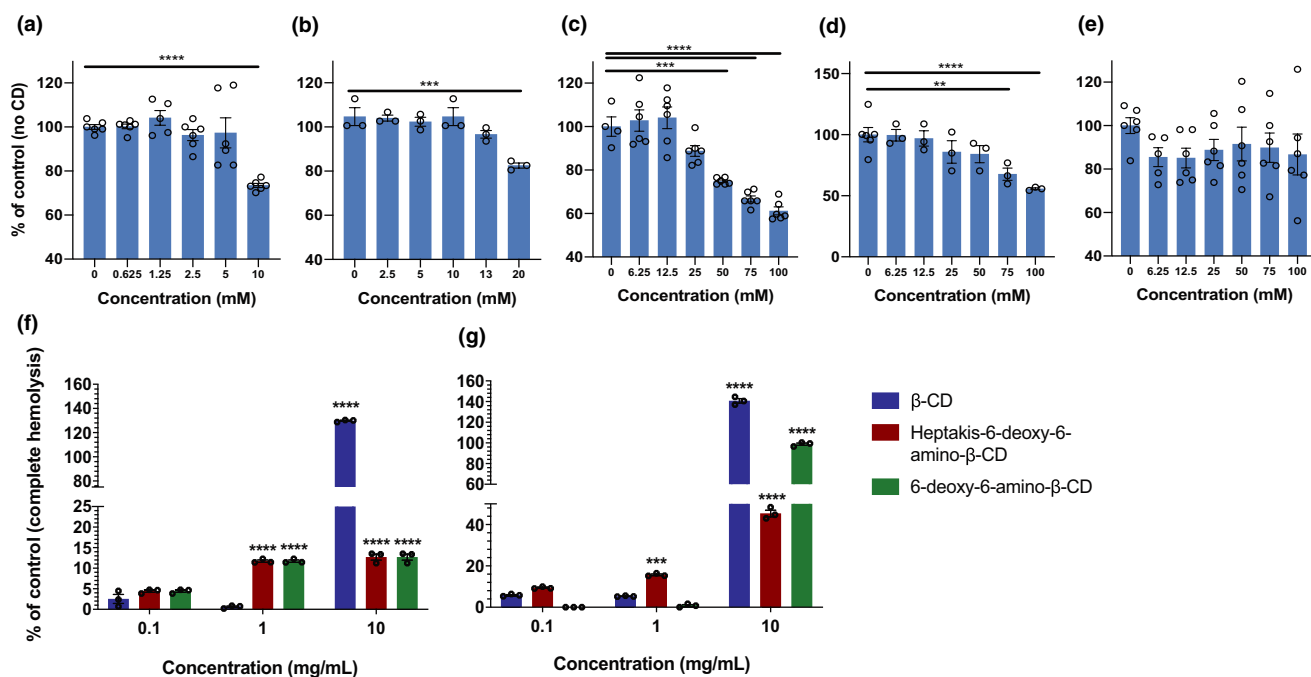 (a)
(b)
(c)
(d)
(e)
% of control (no CD)
****
120
100
80
60
40
0 0.625 1.25 2.5 5 10
Concentration (mM)
***
120
100
80
60
40
0 2.5 5 10 13 20
Concentration (mM)
****
***
120
100
80
60
40
0 6.25 12.5 25 50 75 100
Concentration (mM)
****
**
150
100
50
0
0 6.25 12.5 25 50 75 100
Concentration (mM)
120
100
80
60
40
0 6.25 12.5 25 50 75 100
Concentration (mM)
(f)
% of control (complete hemolysis)
160
140
120
100
80
25
20
15
10
5
0
**** ****
****
**** ****
0.1 1 10
Concentration (mg/mL)
(g)
160
140
120
100
80
60
40
20
0
***
****
****
****
0.1 1 10
Concentration (mg/mL)
β-CD
Heptakis-6-deoxy-6-
amino-β-CD
6-deoxy-6-amino-β-CD